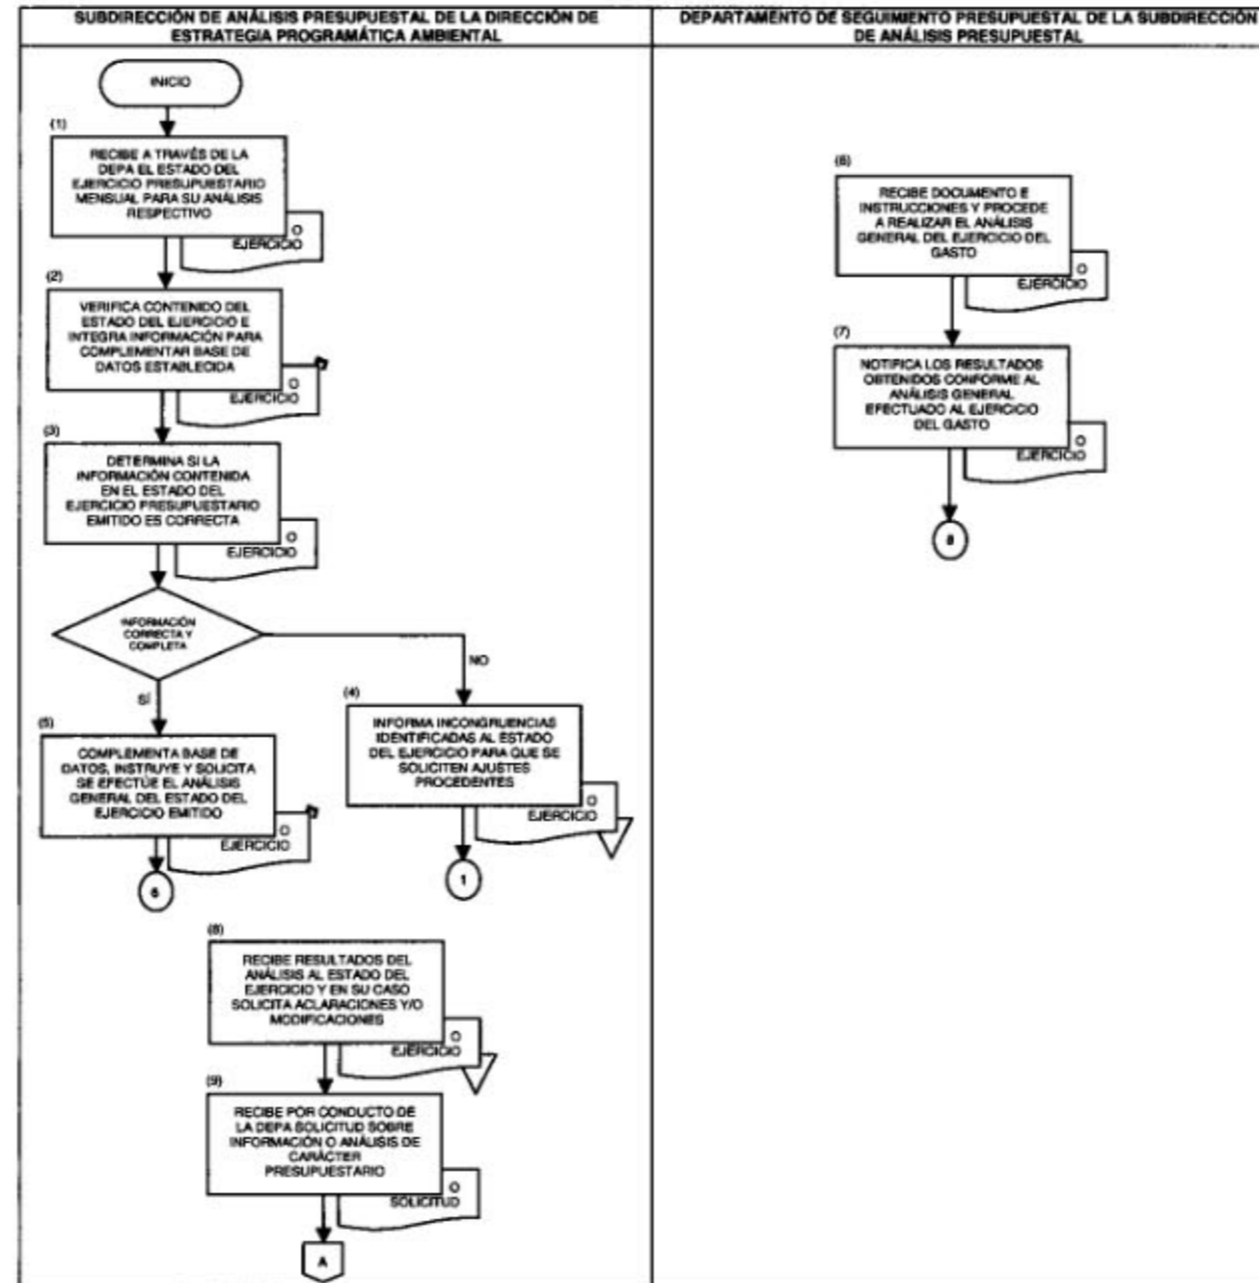 SUBDIRECCIÓN DE ANÁLISIS PRESUPUESTAL DE LA DIRECCIÓN DE
ESTRATEGIA PROGRAMÁTICA AMBIENTAL
INICIO
(1)
RECIBE A TRAVÉS DE LA
DEPA EL ESTADO DEL
EJERCICIO PRESUPUESTARIO
MENSUAL PARA SU ANÁLISIS
RESPECTIVO
O
EJERCICIO
(2)
VERIFICA CONTENIDO DEL
ESTADO DEL EJERCICIO E
INTEGRA INFORMACIÓN PARA
COMPLEMENTAR BASE DE
DATOS ESTABLECIDA
O
EJERCICIO
(3)
DETERMINA SI LA
INFORMACIÓN CONTENIDA
EN EL ESTADO DEL
EJERCICIO PRESUPUESTARIO
EMITIDO ES CORRECTA
O
EJERCICIO
INFORMACIÓN
CORRECTA Y
COMPLETA
NO
SÍ
(4)
INFORMA INCONGRUENCIAS
IDENTIFICADAS AL ESTADO
DEL EJERCICIO PARA QUE SE
SOLICITEN AJUSTES
PROCEDENTES
O
EJERCICIO
1
(5)
COMPLEMENTA BASE DE
DATOS, INSTRUYE Y SOLICITA
SE EFECTÚE EL ANÁLISIS
GENERAL DEL ESTADO DEL
EJERCICIO EMITIDO
O
EJERCICIO
6
(8)
RECIBE RESULTADOS DEL
ANÁLISIS AL ESTADO DEL
EJERCICIO Y EN SU CASO
SOLICITA ACLARACIONES Y/O
MODIFICACIONES
O
EJERCICIO
(9)
RECIBE POR CONDUCTO DE
LA DEPA SOLICITUD SOBRE
INFORMACIÓN O ANÁLISIS DE
CARÁCTER
PRESUPUESTARIO
O
SOLICITUD
A
DEPARTAMENTO DE SEGUIMIENTO PRESUPUESTAL DE LA SUBDIRECCIÓN
DE ANÁLISIS PRESUPUESTAL
(6)
RECIBE DOCUMENTO E
INSTRUCCIONES Y PROCEDE
A REALIZAR EL ANÁLISIS
GENERAL DEL EJERCICIO DEL
GASTO
O
EJERCICIO
(7)
NOTIFICA LOS RESULTADOS
OBTENIDOS CONFORME AL
ANÁLISIS GENERAL
EFECTUADO AL EJERCICIO
DEL GASTO
O
EJERCICIO
8